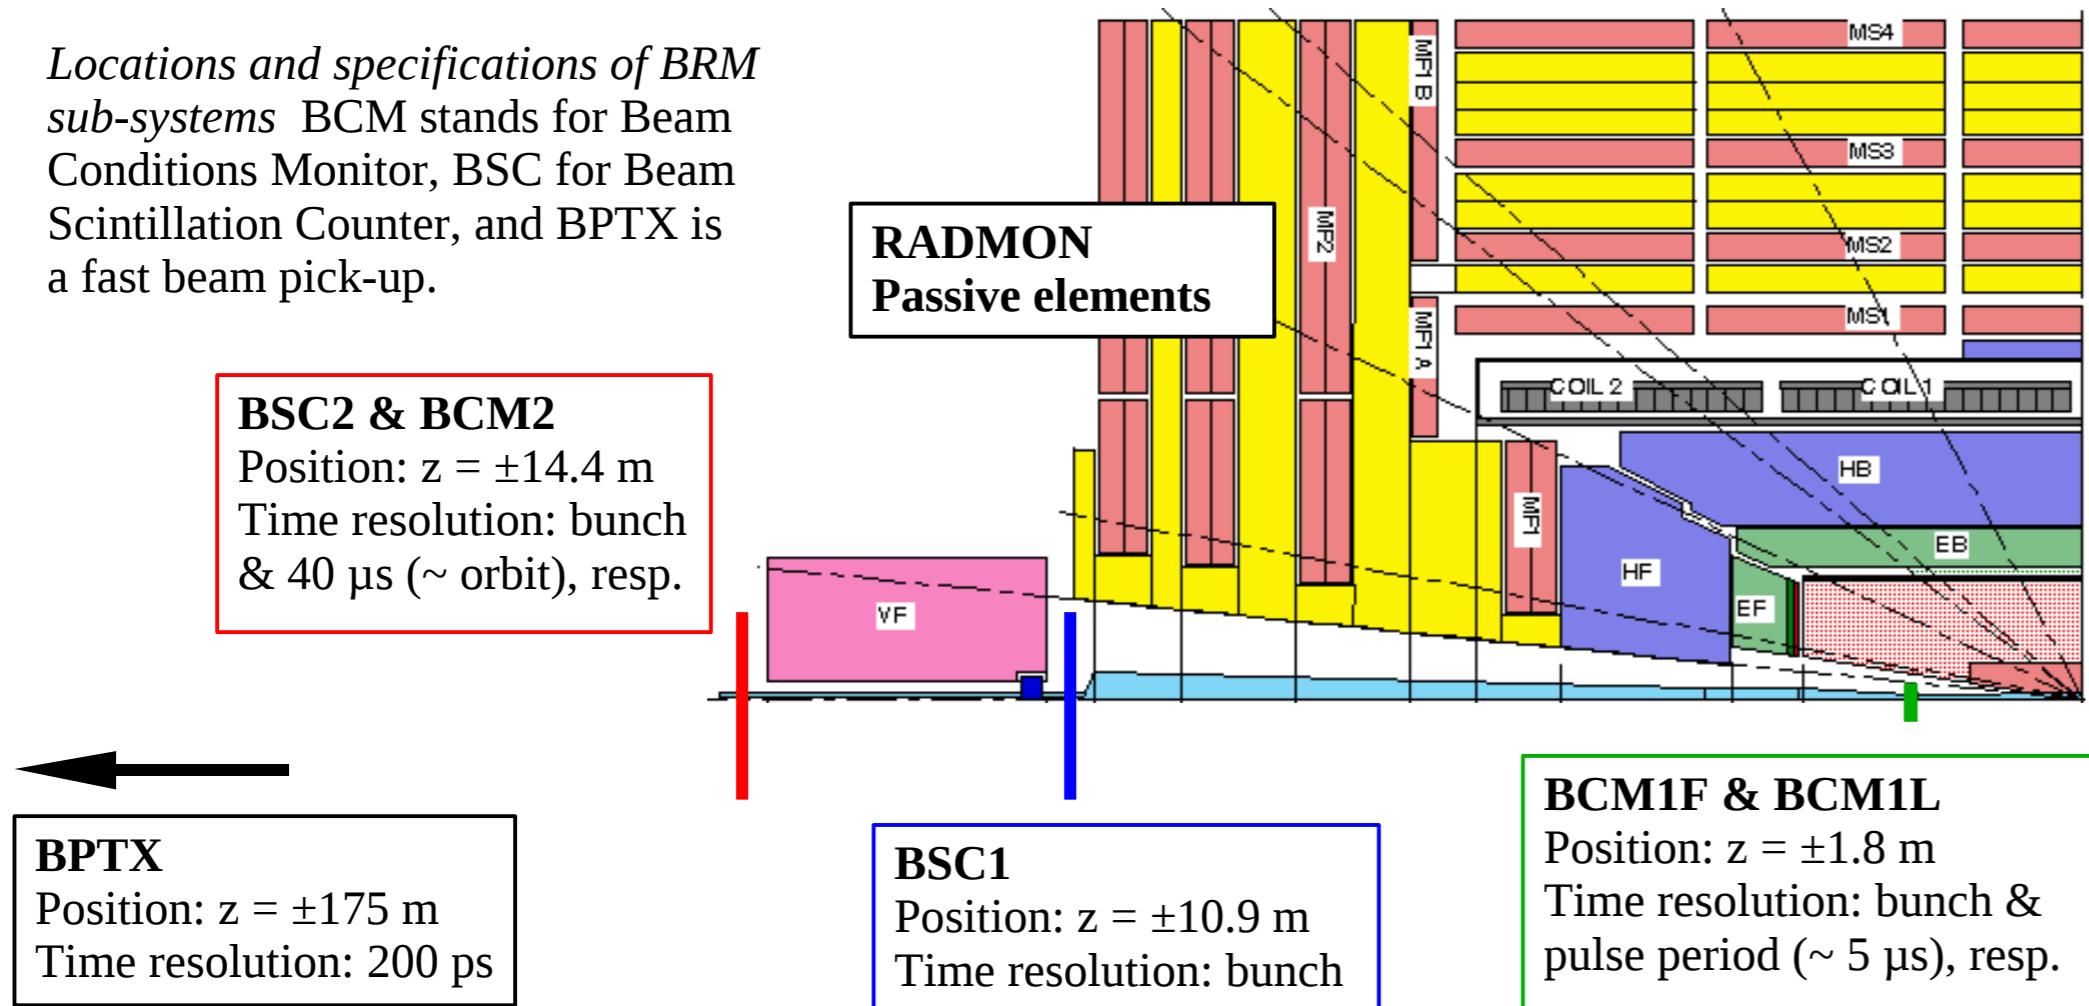 Locations and specifications of BRM
sub-systems BCM stands for Beam
Conditions Monitor, BSC for Beam
Scintillation Counter, and BPTX is
a fast beam pick-up.
RADMON
Passive elements
BSC2 & BCM2
Position: z = ±14.4 m
Time resolution: bunch
& 40 µs (~ orbit), resp.
MF1B
MS4
MS3
MF2
MS2
MF1A
MS1
COIL 2
COIL 1
HB
MF1
EB
HF
EF
VF
BPTX
Position: z = ±175 m
Time resolution: 200 ps
BSC1
Position: z = ±10.9 m
Time resolution: bunch
BCM1F & BCM1L
Position: z = ±1.8 m
Time resolution: bunch &
pulse period (~ 5 µs), resp.